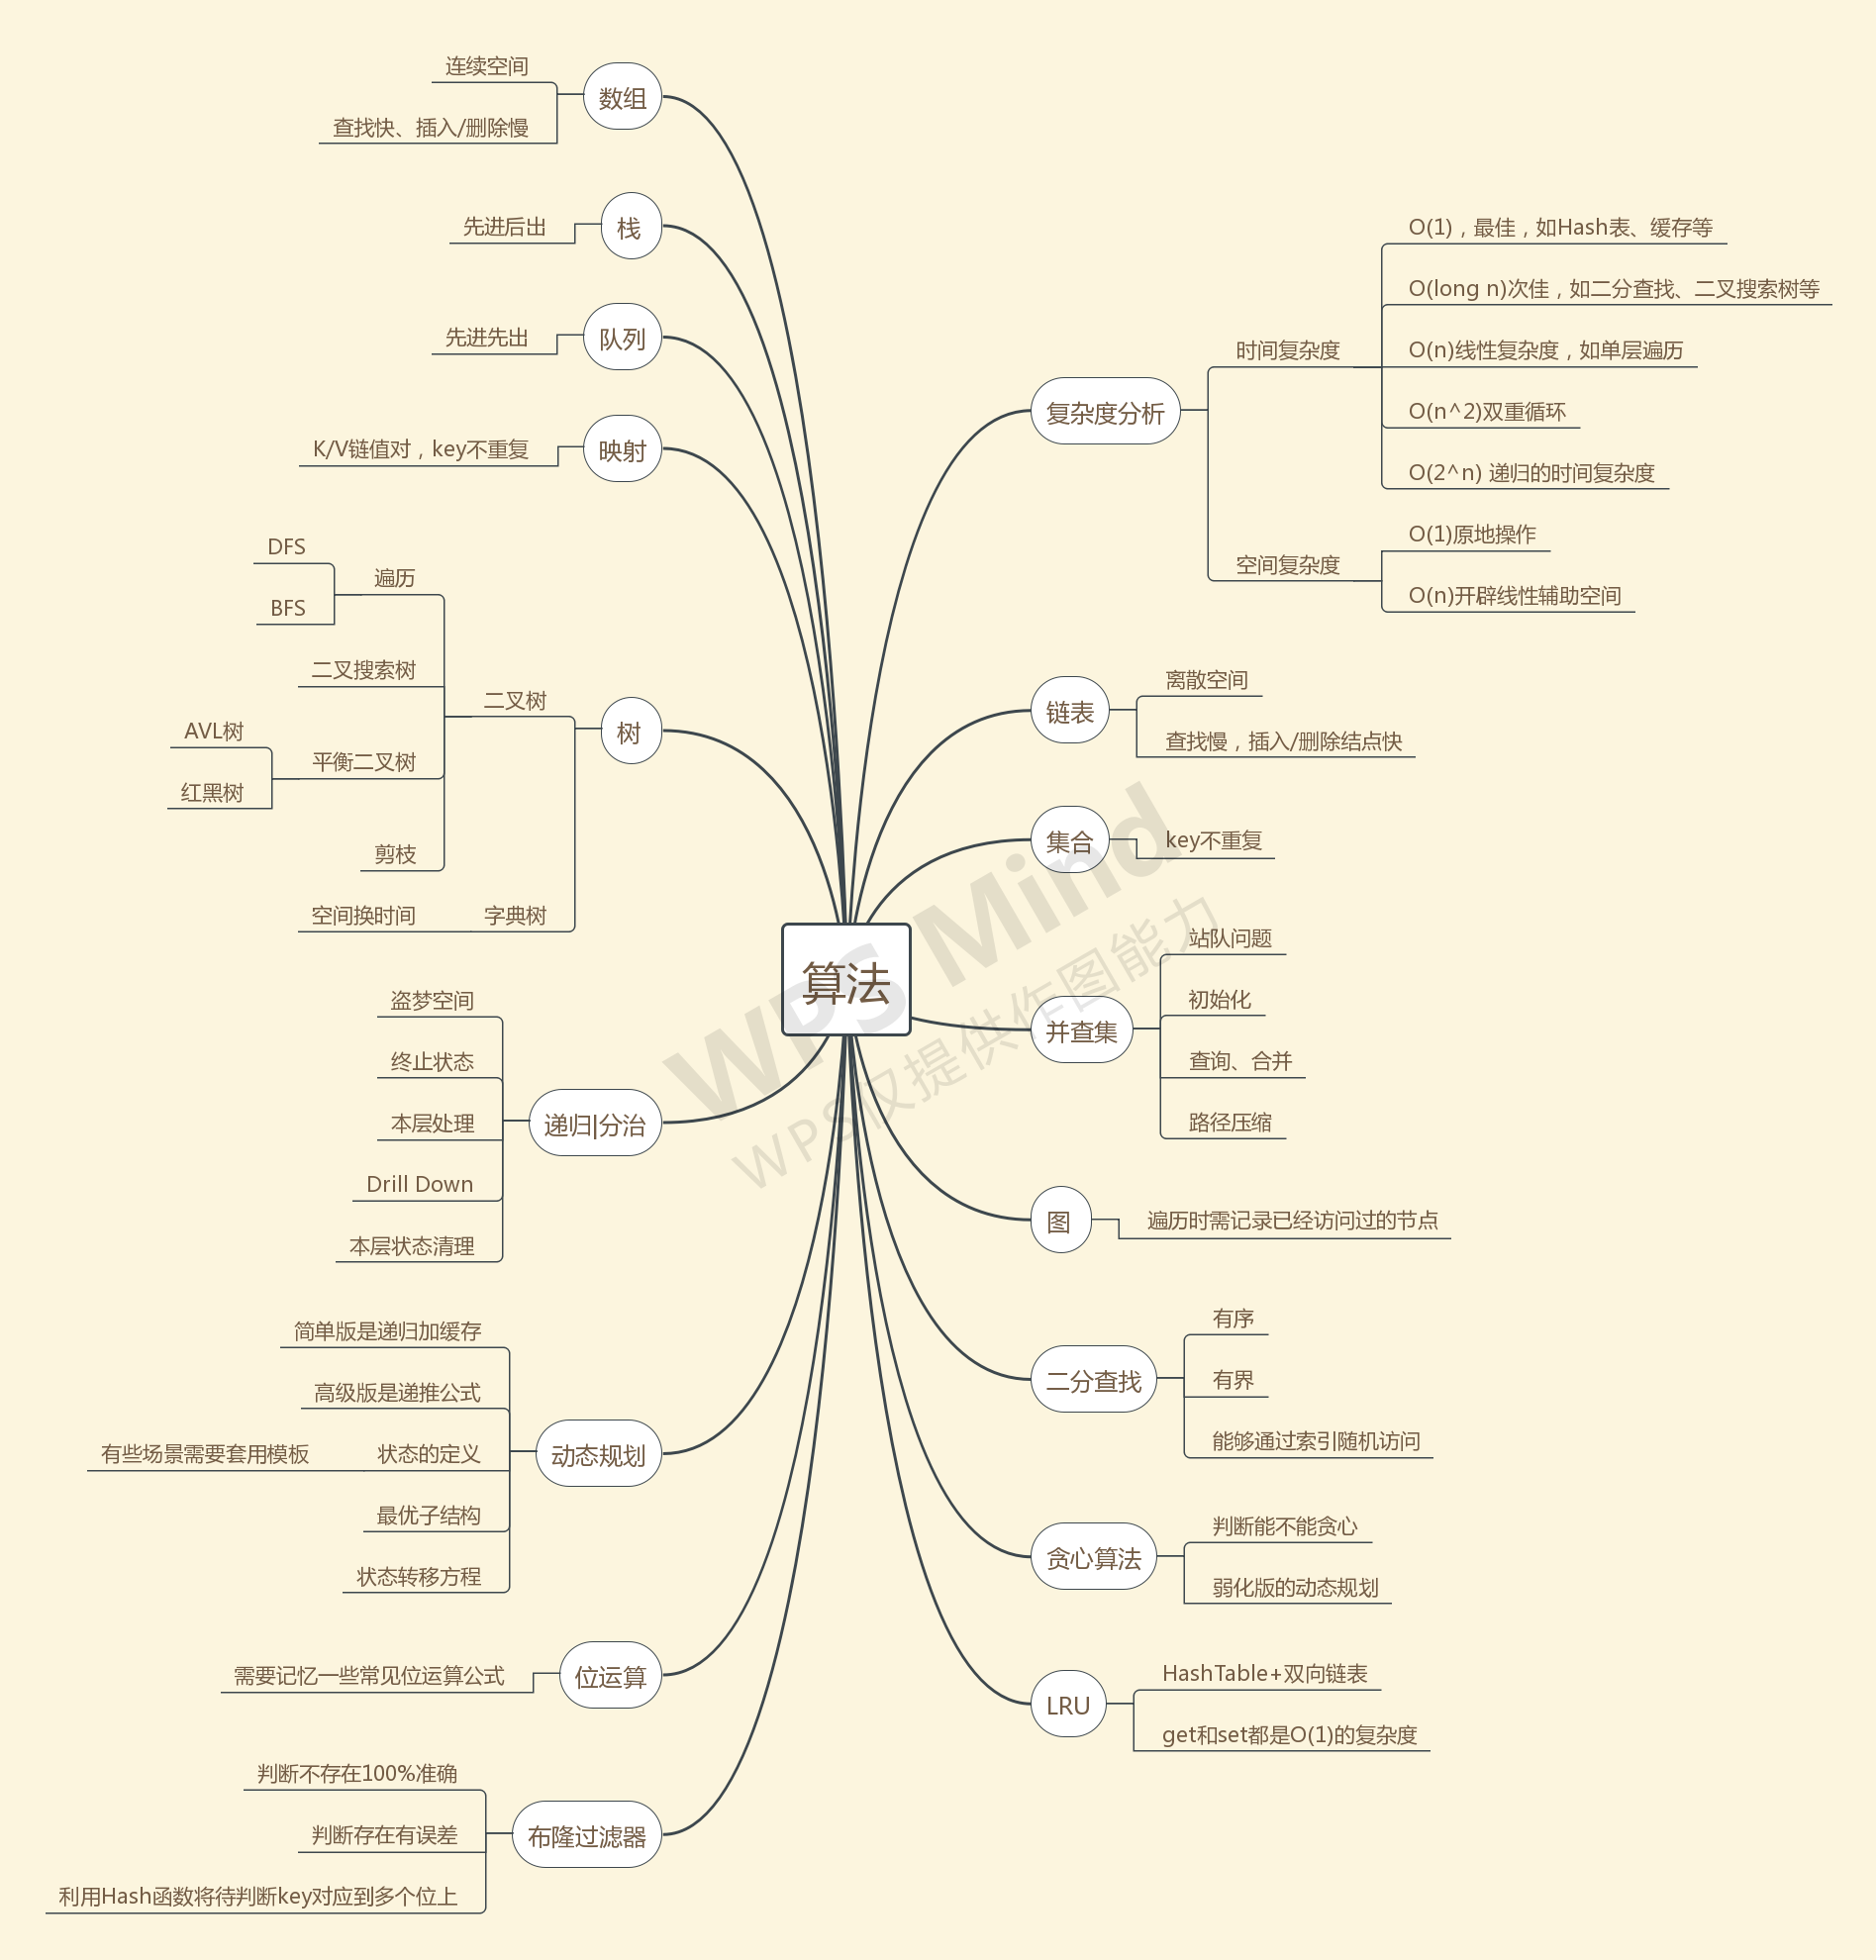 算法
复杂度分析
时间复杂度
O(1)，最佳，如Hash表、缓存等
O(long n)次佳，如二分查找、二叉搜索树等
O(n)线性复杂度，如单层遍历
O(n^2)双重循环
O(2^n) 递归的时间复杂度
空间复杂度
O(1)原地操作
O(n)开辟线性辅助空间
链表
离散空间
查找慢，插入/删除结点快
集合
key不重复
并查集
站队问题
初始化
查询、合并
路径压缩
图
遍历时需记录已经访问过的节点
二分查找
有序
有界
能够通过索引随机访问
贪心算法
判断能不能贪心
弱化版的动态规划
LRU
HashTable+双向链表
get和set都是O(1)的复杂度
数组
连续空间
查找快、插入/删除慢
栈
先进后出
队列
先进先出
映射
K/V链值对，key不重复
树
二叉树
遍历
DFS
BFS
二叉搜索树
平衡二叉树
AVL树
红黑树
剪枝
字典树
空间换时间
递归|分治
盗梦空间
终止状态
本层处理
Drill Down
本层状态清理
动态规划
简单版是递归加缓存
高级版是递推公式
状态的定义
有些场景需要套用模板
最优子结构
状态转移方程
位运算
需要记忆一些常见位运算公式
布隆过滤器
判断不存在100%准确
判断存在有误差
利用Hash函数将待判断key对应到多个位上
WPS Mind
WPS仅提供作图能力